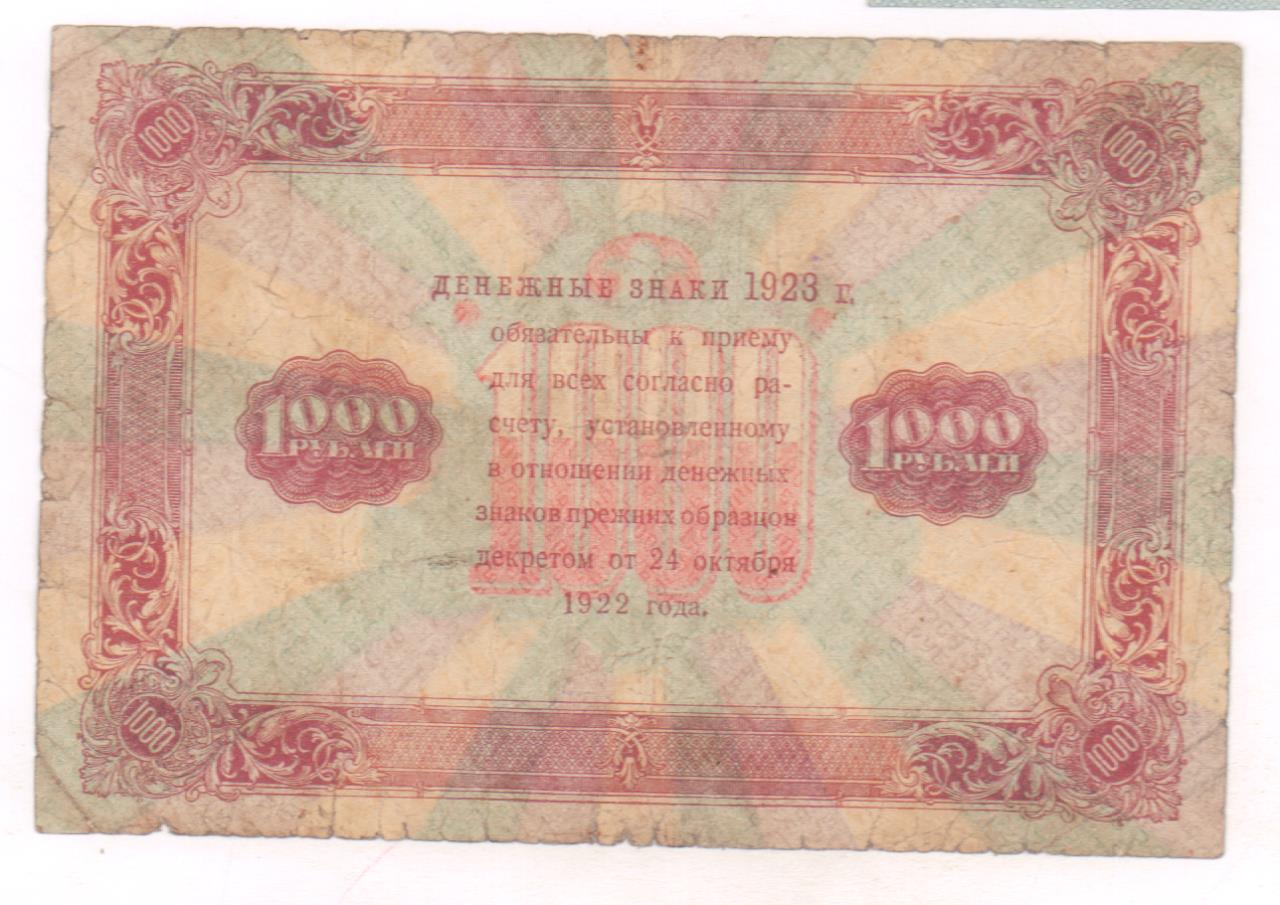 1000
1000
ДЕНЕЖНЫЕ ЗНАКИ 1923 г.
обязательны к приему
для всех согласно ра-
счету, установленному
в отношении денежных
знаков прежних образцов
декретом от 24 октября
1922 года.
1000
1000
РУБЛЕЙ
1000
РУБЛЕЙ
1000
1000